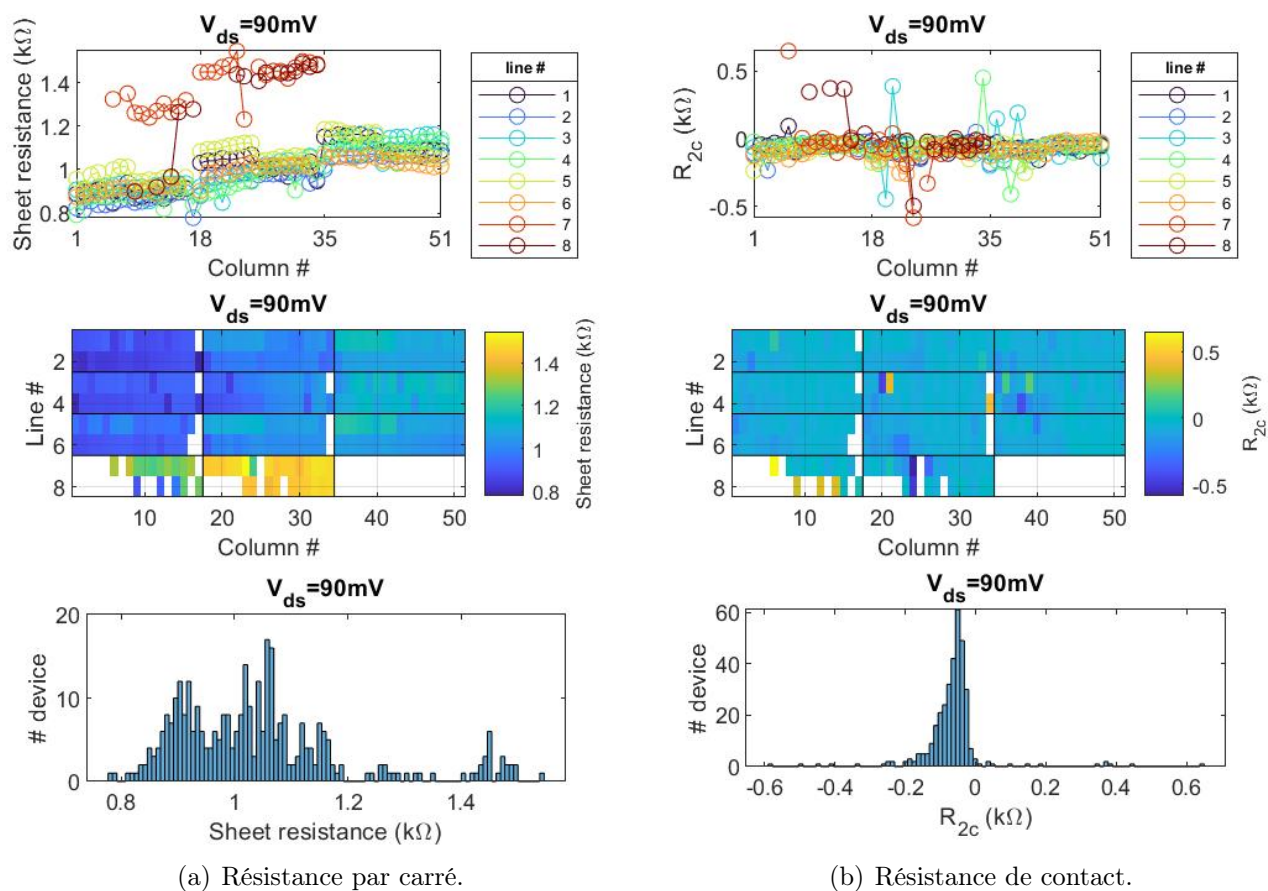 V_ds=90mV
Sheet resistance (kΩ)
1.4
1.2
1
0.8
1 18 35 51
Column #
line #
1
2
3
4
5
6
7
8
V_ds=90mV
R_2c (kΩ)
0.5
0
-0.5
1 18 35 51
Column #
line #
1
2
3
4
5
6
7
8
V_ds=90mV
Line #
2
4
6
8
10 20 30 40 50
Column #
1.4
1.2
1
0.8
Sheet resistance (kΩ)
V_ds=90mV
Line #
2
4
6
8
10 20 30 40 50
Column #
0.5
0
-0.5
R_2c (kΩ)
V_ds=90mV
# device
20
10
0
0.8 1 1.2 1.4
Sheet resistance (kΩ)
V_ds=90mV
# device
60
40
20
0
-0.6 -0.4 -0.2 0 0.2 0.4 0.6
R_2c (kΩ)
(a) Résistance par carré.
(b) Résistance de contact.